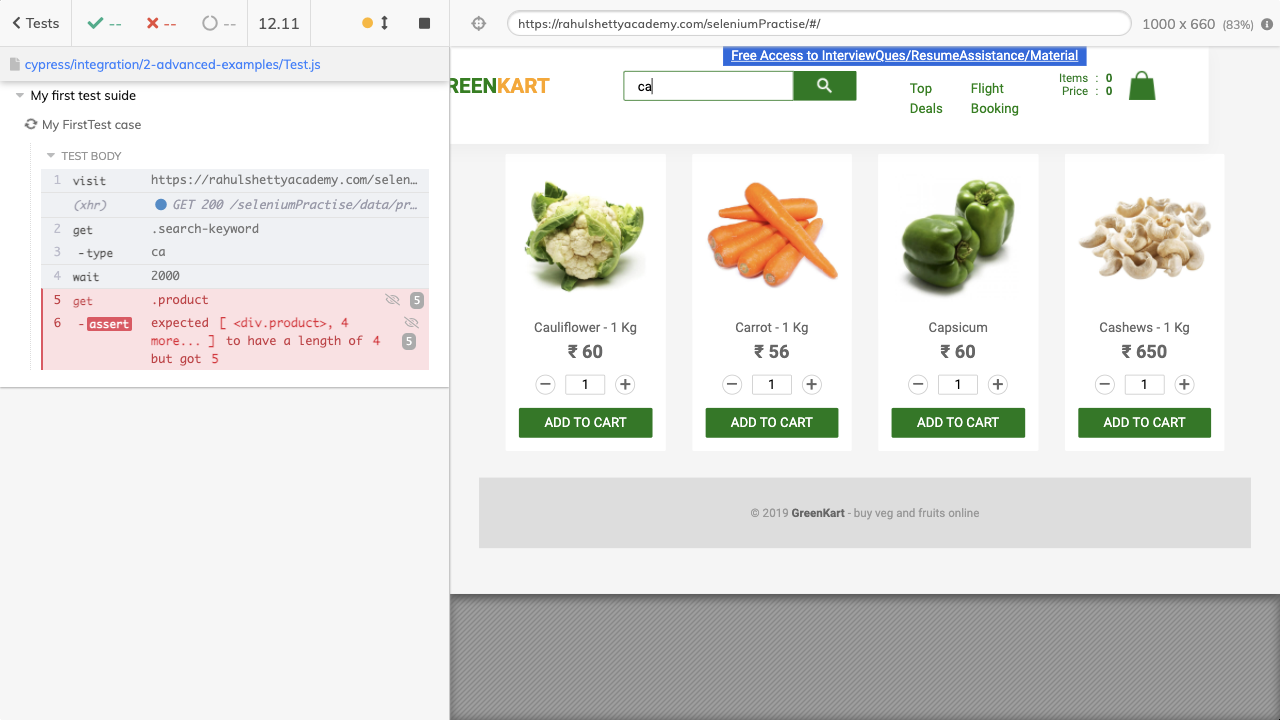 Tests
--
--
--
12.11
https://rahulshettyacademy.com/seleniumPractise/#/
1000 x 660 (83%)
cypress/integration/2-advanced-examples/Test.js
My first test suide
My FirstTest case
TEST BODY
1 visit https://rahulshettyacademy.com/selen...
(xhr) GET 200 /seleniumPractise/data/pr...
2 get .search-keyword
3 -type ca
4 wait 2000
5 get .product 5
6 -assert expected [ <div.product>, 4
more... ] to have a length of 4 5
but got 5
Free Access to InterviewQues/ResumeAssistance/Material
REENKART
ca
Top
Deals
Flight
Booking
Items : 0
Price : 0
Cauliflower - 1 Kg
₹ 60
− 1 +
ADD TO CART
Carrot - 1 Kg
₹ 56
− 1 +
ADD TO CART
Capsicum
₹ 60
− 1 +
ADD TO CART
Cashews - 1 Kg
₹ 650
− 1 +
ADD TO CART
© 2019 GreenKart - buy veg and fruits online